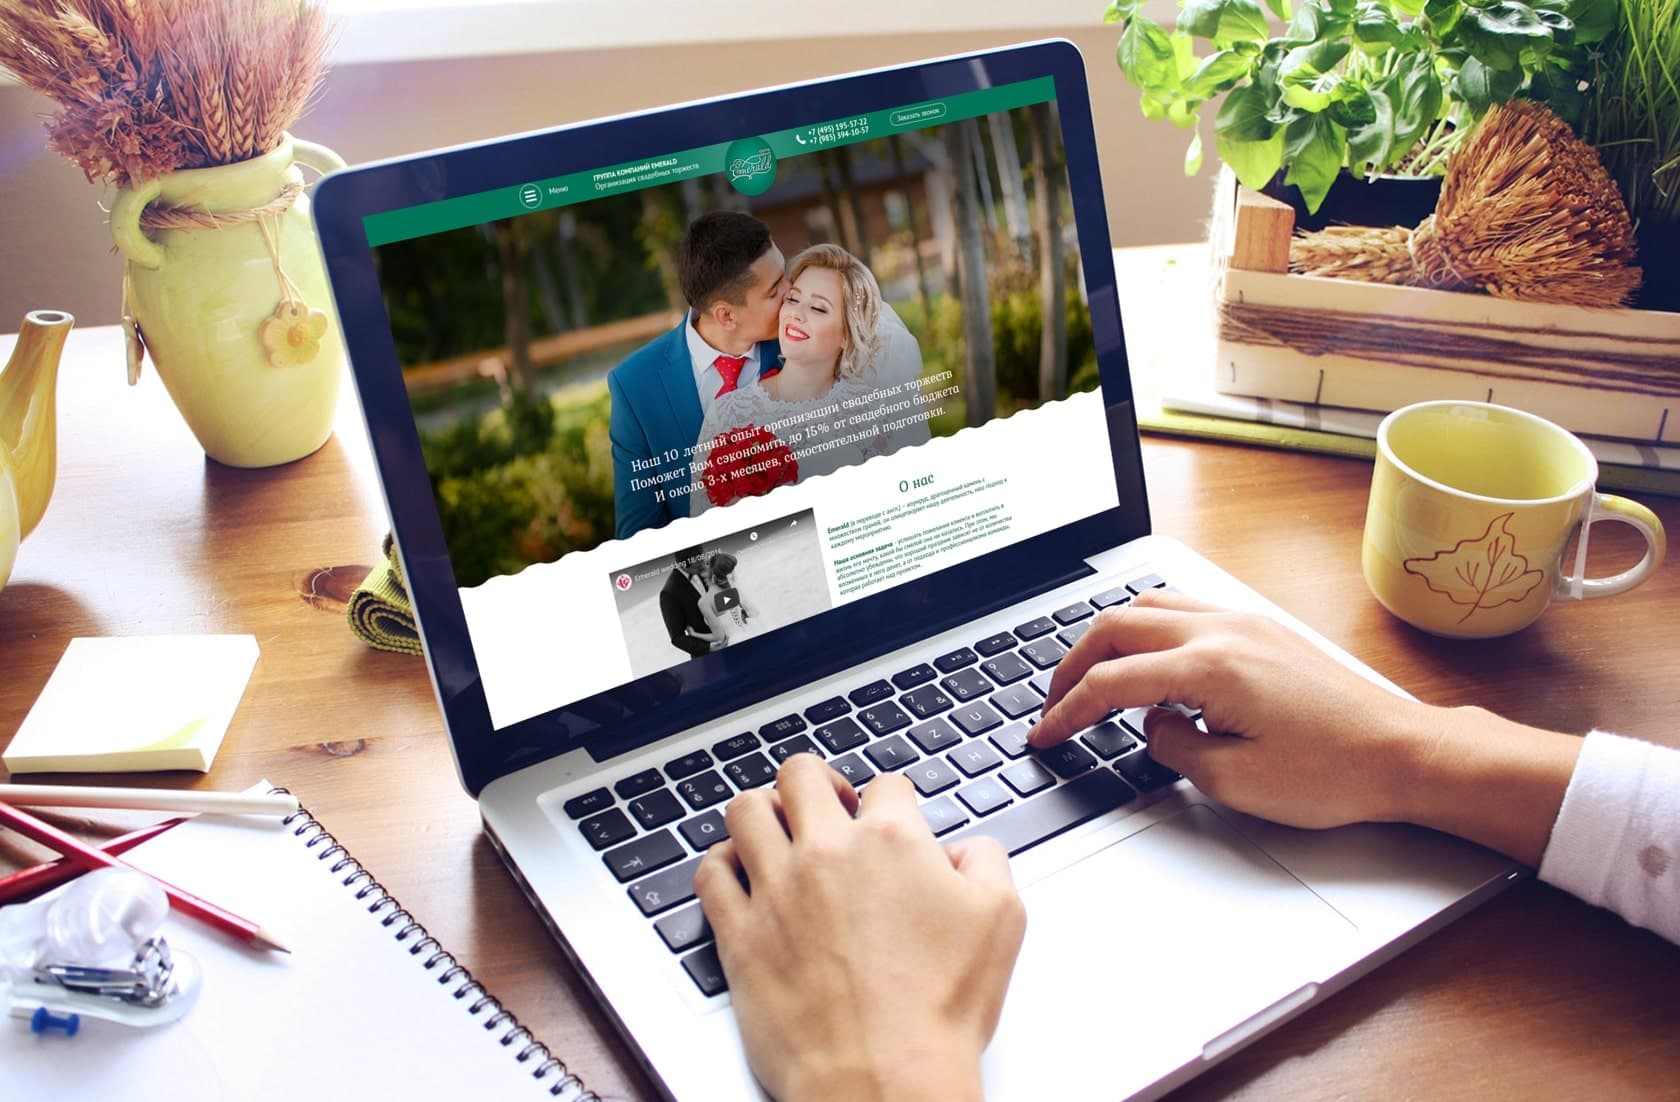 Меню
ГРУППА КОМПАНИЙ EMERALD
Организация свадебных торжеств
Emerald
+7 (495) 195-57-22
+7 (985) 394-10-57
Заказать звонок
Наш 10 летний опыт организации свадебных торжеств
Поможет Вам сэкономить до 15% от свадебного бюджета
И около 3-х месяцев, самостоятельной подготовки.
О нас
Emerald (в переводе с англ.) – изумруд, драгоценный камень с
множеством граней, он олицетворяет нашу деятельность, наш подход к
каждому мероприятию.
Наша основная задача - услышать пожелания клиента и воплотить в
жизнь его мечту, какой бы смелой она ни казалась. При этом, мы
абсолютно убеждены, что хороший праздник зависит не от количества
вложенных в него денег, а от подхода и профессионализма команды,
которая работает над проектом.
Emerald wedding 18/08/2016
esc
Q
R T Z U I
G H J
V B N M